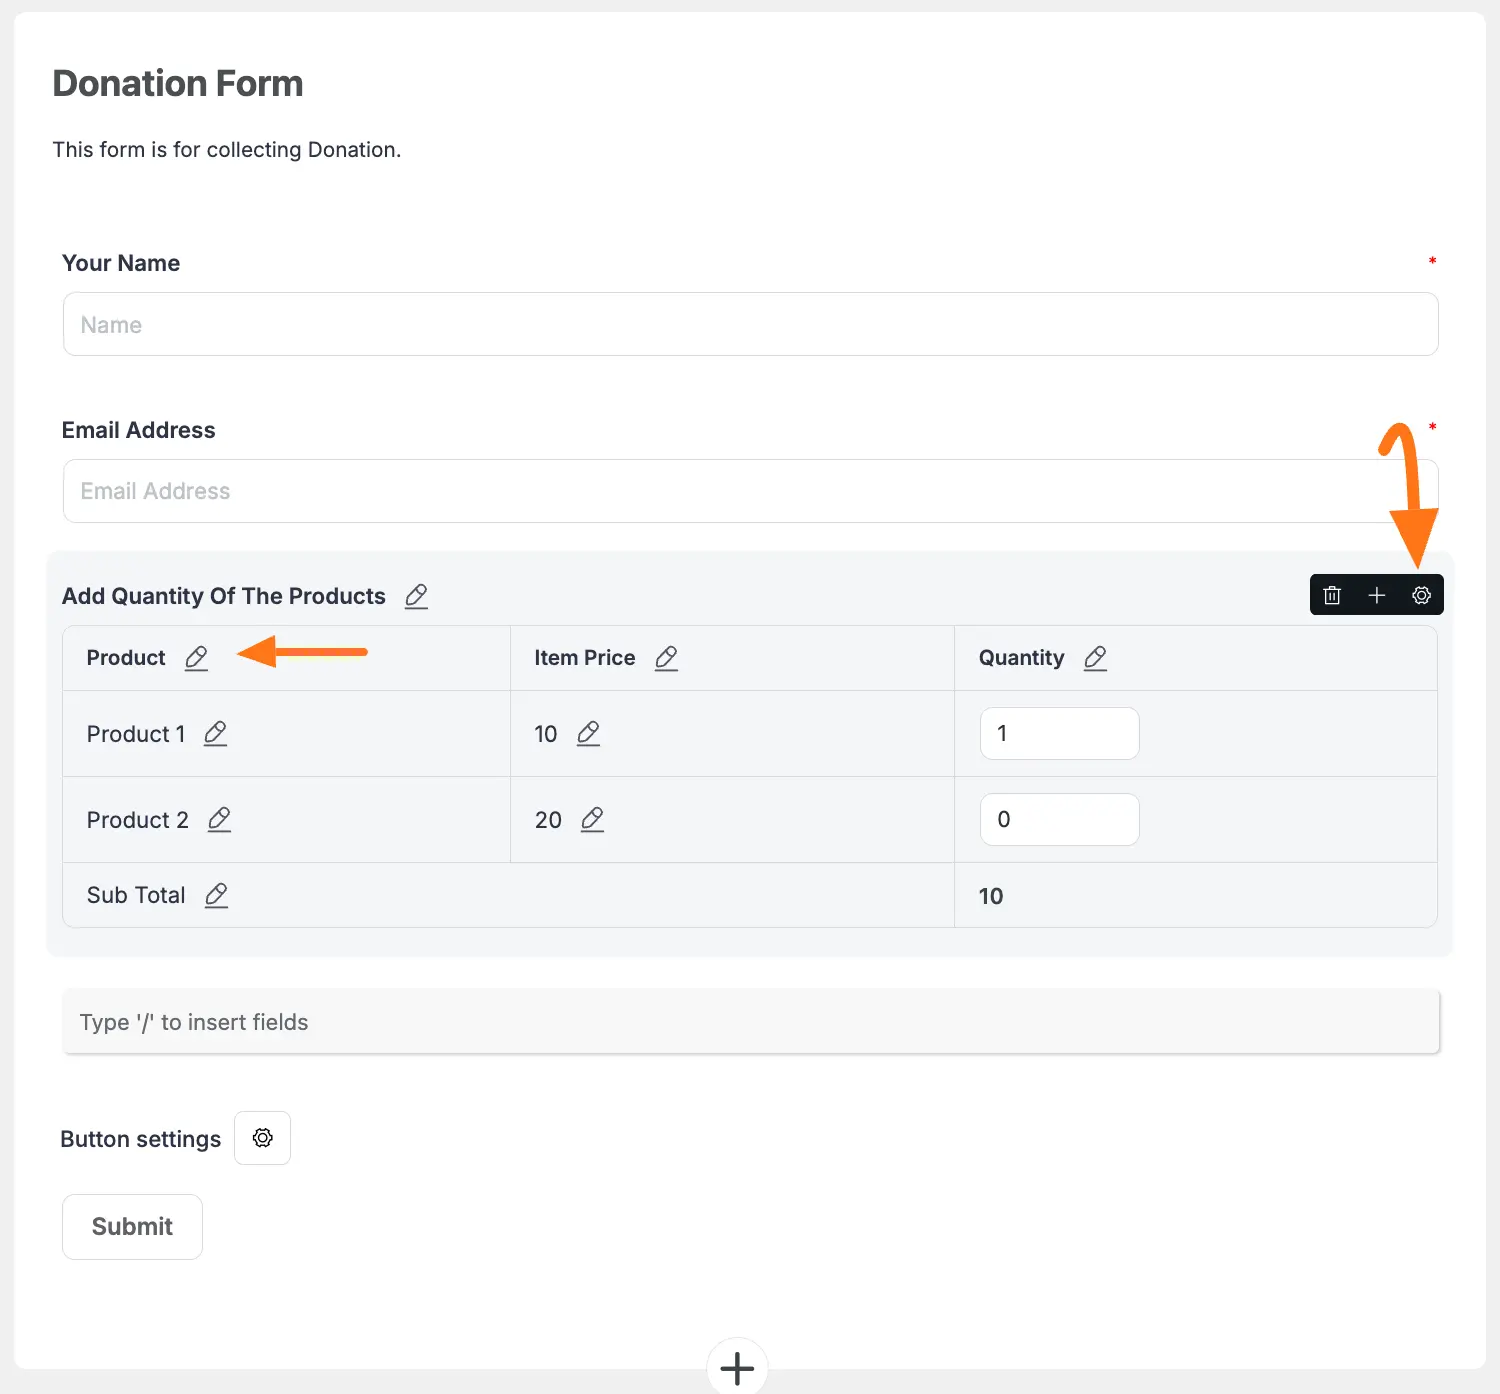 Donation Form
This form is for collecting Donation.
Your Name *
Name
Email Address *
Email Address
Add Quantity Of The Products
Product Item Price Quantity
Product 1 10 1
Product 2 20 0
Sub Total 10
Type '/' to insert fields
Button settings
Submit